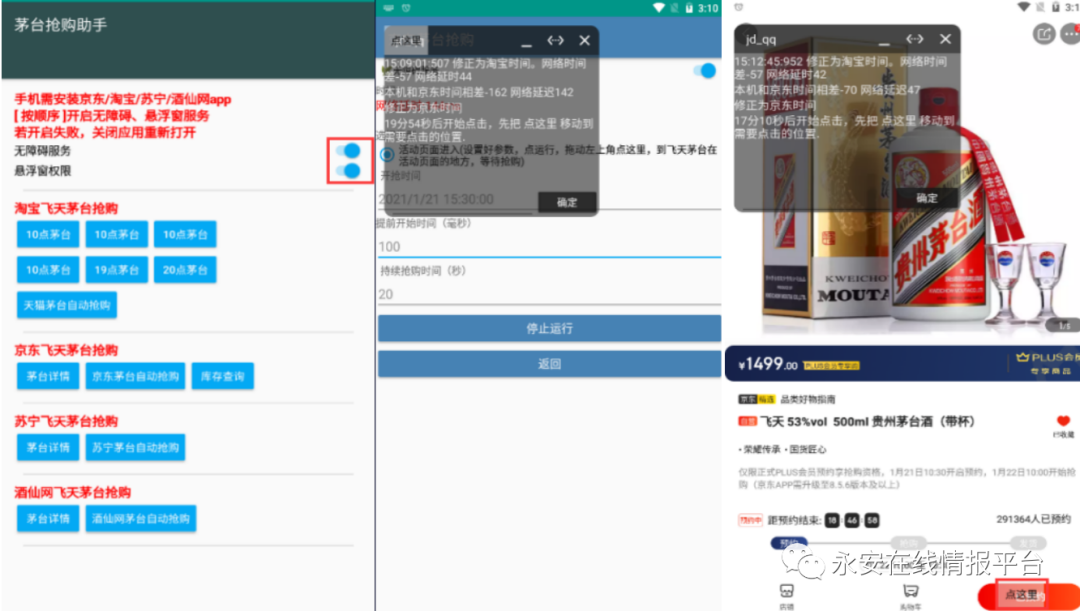 茅台抢购助手
手机需安装京东/淘宝/苏宁/酒仙网app
[ 按顺序 ]开启无障碍、悬浮窗服务
若开启失败，关闭应用重新打开
无障碍服务
悬浮窗权限
淘宝飞天茅台抢购
10点茅台 10点茅台 10点茅台
10点茅台 19点茅台 20点茅台
天猫茅台自动抢购
京东飞天茅台抢购
茅台详情 京东茅台自动抢购 库存查询
苏宁飞天茅台抢购
茅台详情 苏宁茅台自动抢购
酒仙网飞天茅台抢购
茅台详情 酒仙网茅台自动抢购
3:10
点这里
茅台抢购
15:09:01:507 修正为淘宝时间。网络时间
差-57 网络延时44
本机和京东时间相差-162 网络延迟142
修正为京东时间
19分54秒后开始点击，先把 点这里 移动到
需要点击的位置.
活动页面进入(设置好参数，点运行，拖动左上角点这里，到飞天茅台在
活动页面的地方，等待抢购)
开抢时间
2021/1/21 15:30:00
确定
提前开始时间（毫秒）
100
持续抢购时间（秒）
20
停止运行
返回
3:1
jd_qq
15:12:45:952 修正为淘宝时间。网络时间
差-57 网络延时42
本机和京东时间相差-70 网络延迟47
修正为京东时间
17分10秒后开始点击，先把 点这里 移动到
需要点击的位置.
确定
贵州茅台酒
KWEICHO
MOUTA
1/5
¥1499.00
PLUS会
专享商品
品类好物指南
飞天 53%vol 500ml 贵州茅台酒（带杯）
·荣耀传承 ·国货匠心
仅限正式PLUS会员预约享抢购资格，1月21日10:30开启预约，1月22日10:00开始抢
购（京东APP需升级至8.5.6版本及以上）
预约中 距预约结束: 18 46 58 291364人已预约
预约
永安在线情报平台
店铺 购物车 点这里